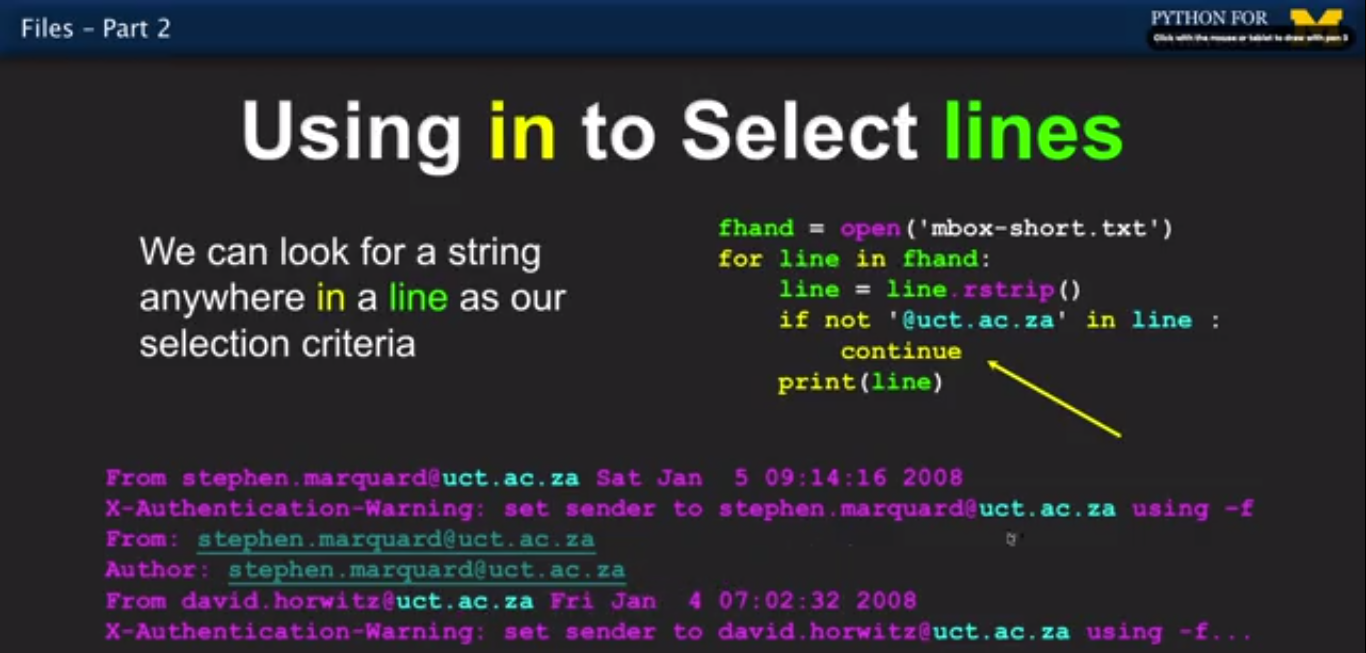 Files – Part 2
PYTHON FOR
Click with the mouse or tablet to draw with pen 3
Using in to Select lines
We can look for a string
anywhere in a line as our
selection criteria
fhand = open('mbox-short.txt')
for line in fhand:
    line = line.rstrip()
    if not '@uct.ac.za' in line :
        continue
    print(line)
From stephen.marquard@uct.ac.za Sat Jan  5 09:14:16 2008
X-Authentication-Warning: set sender to stephen.marquard@uct.ac.za using -f
From: stephen.marquard@uct.ac.za
Author: stephen.marquard@uct.ac.za
From david.horwitz@uct.ac.za Fri Jan  4 07:02:32 2008
X-Authentication-Warning: set sender to david.horwitz@uct.ac.za using -f...